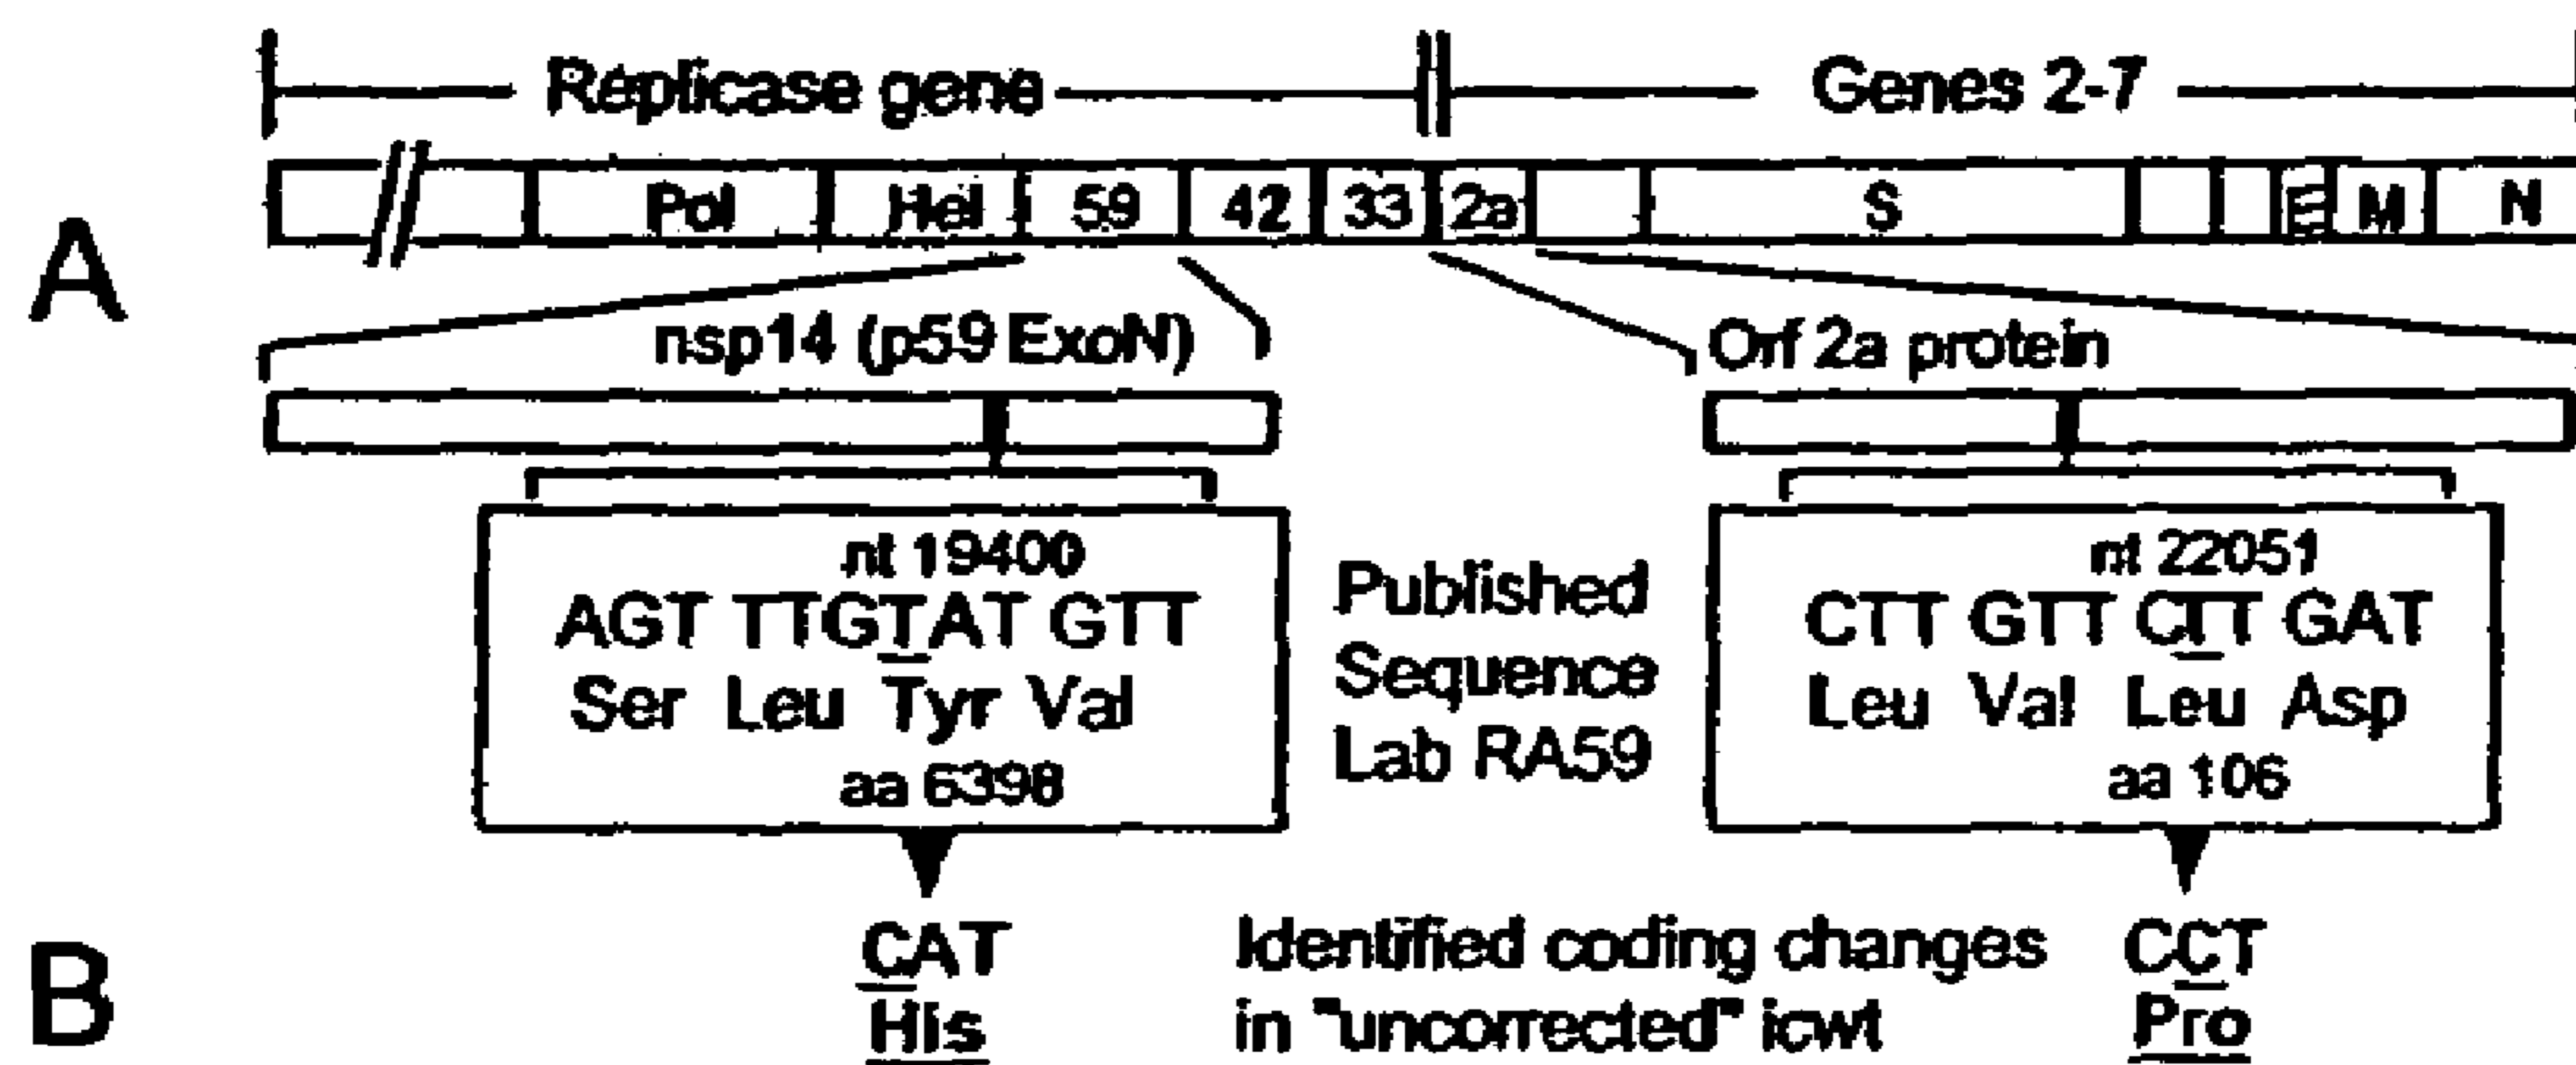 Replicase gene Genes 2-7
Pol Hel 59 42 33 2a S E M N
A
nsp14 (p59 ExoN) Orf 2a protein
nt 19400 nt 22051
AGT TTGTAT GTT Published CTT GTT CTT GAT
Ser Leu Tyr Val Sequence Leu Val Leu Asp
aa 6398 Lab RA59 aa 106
B
CAT Identified coding changes CCT
His in "uncorrected" icwt Pro